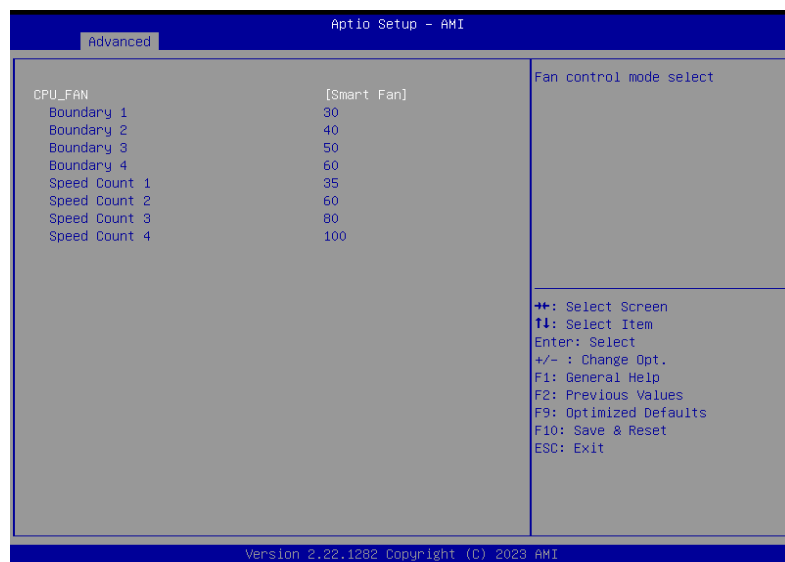 Aptio Setup – AMI
Advanced
CPU_FAN [Smart Fan]
Boundary 1 30
Boundary 2 40
Boundary 3 50
Boundary 4 60
Speed Count 1 35
Speed Count 2 60
Speed Count 3 80
Speed Count 4 100
Fan control mode select
→←: Select Screen
↑↓: Select Item
Enter: Select
+/- : Change Opt.
F1: General Help
F2: Previous Values
F9: Optimized Defaults
F10: Save & Reset
ESC: Exit
Version 2.22.1282 Copyright (C) 2023 AMI